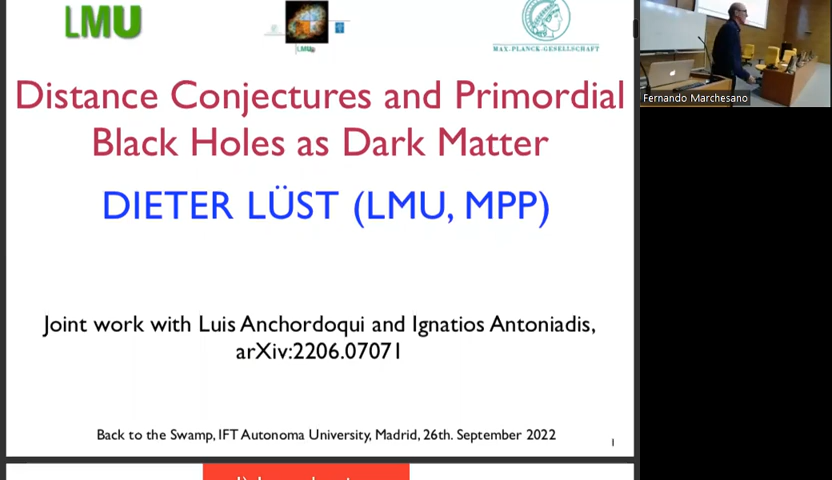 LMU
LMU
MAX-PLANCK-GESELLSCHAFT
Distance Conjectures and Primordial
Black Holes as Dark Matter
DIETER LÜST (LMU, MPP)
Joint work with Luis Anchordoqui and Ignatios Antoniadis,
arXiv:2206.07071
Back to the Swamp, IFT Autonoma University, Madrid, 26th. September 2022
1
Fernando Marchesano